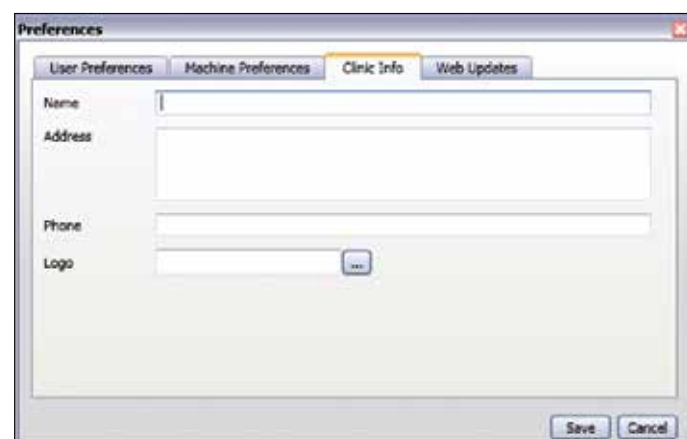 Preferences
User Preferences Machine Preferences Clinic Info Web Updates
Name
Address
Phone
Logo
...
Save Cancel